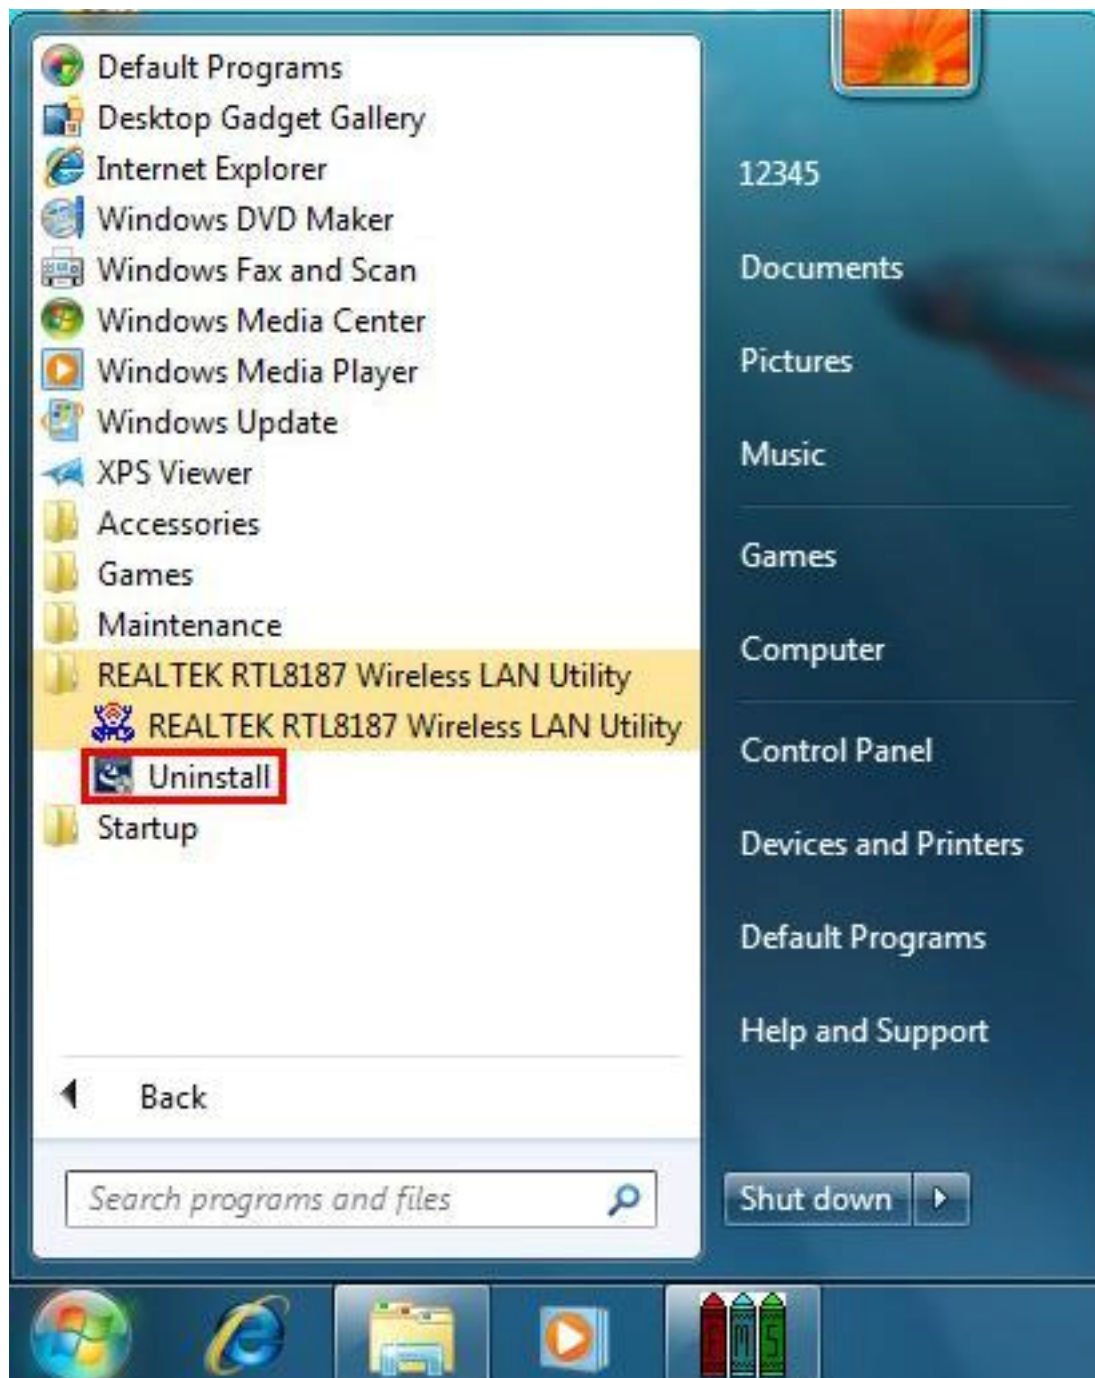 Default Programs
Desktop Gadget Gallery
Internet Explorer
Windows DVD Maker
Windows Fax and Scan
Windows Media Center
Windows Media Player
Windows Update
XPS Viewer
Accessories
Games
Maintenance
REALTEK RTL8187 Wireless LAN Utility
REALTEK RTL8187 Wireless LAN Utility
Uninstall
Startup
Back
Search programs and files
12345
Documents
Pictures
Music
Games
Computer
Control Panel
Devices and Printers
Default Programs
Help and Support
Shut down